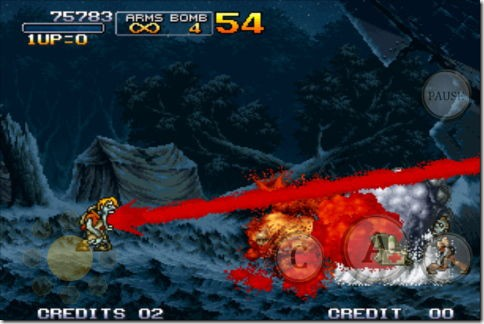 75783 ARMS BOMB 54
∞ 4
1UP=0
PAUSE
C A
CREDITS 02 CREDIT 00